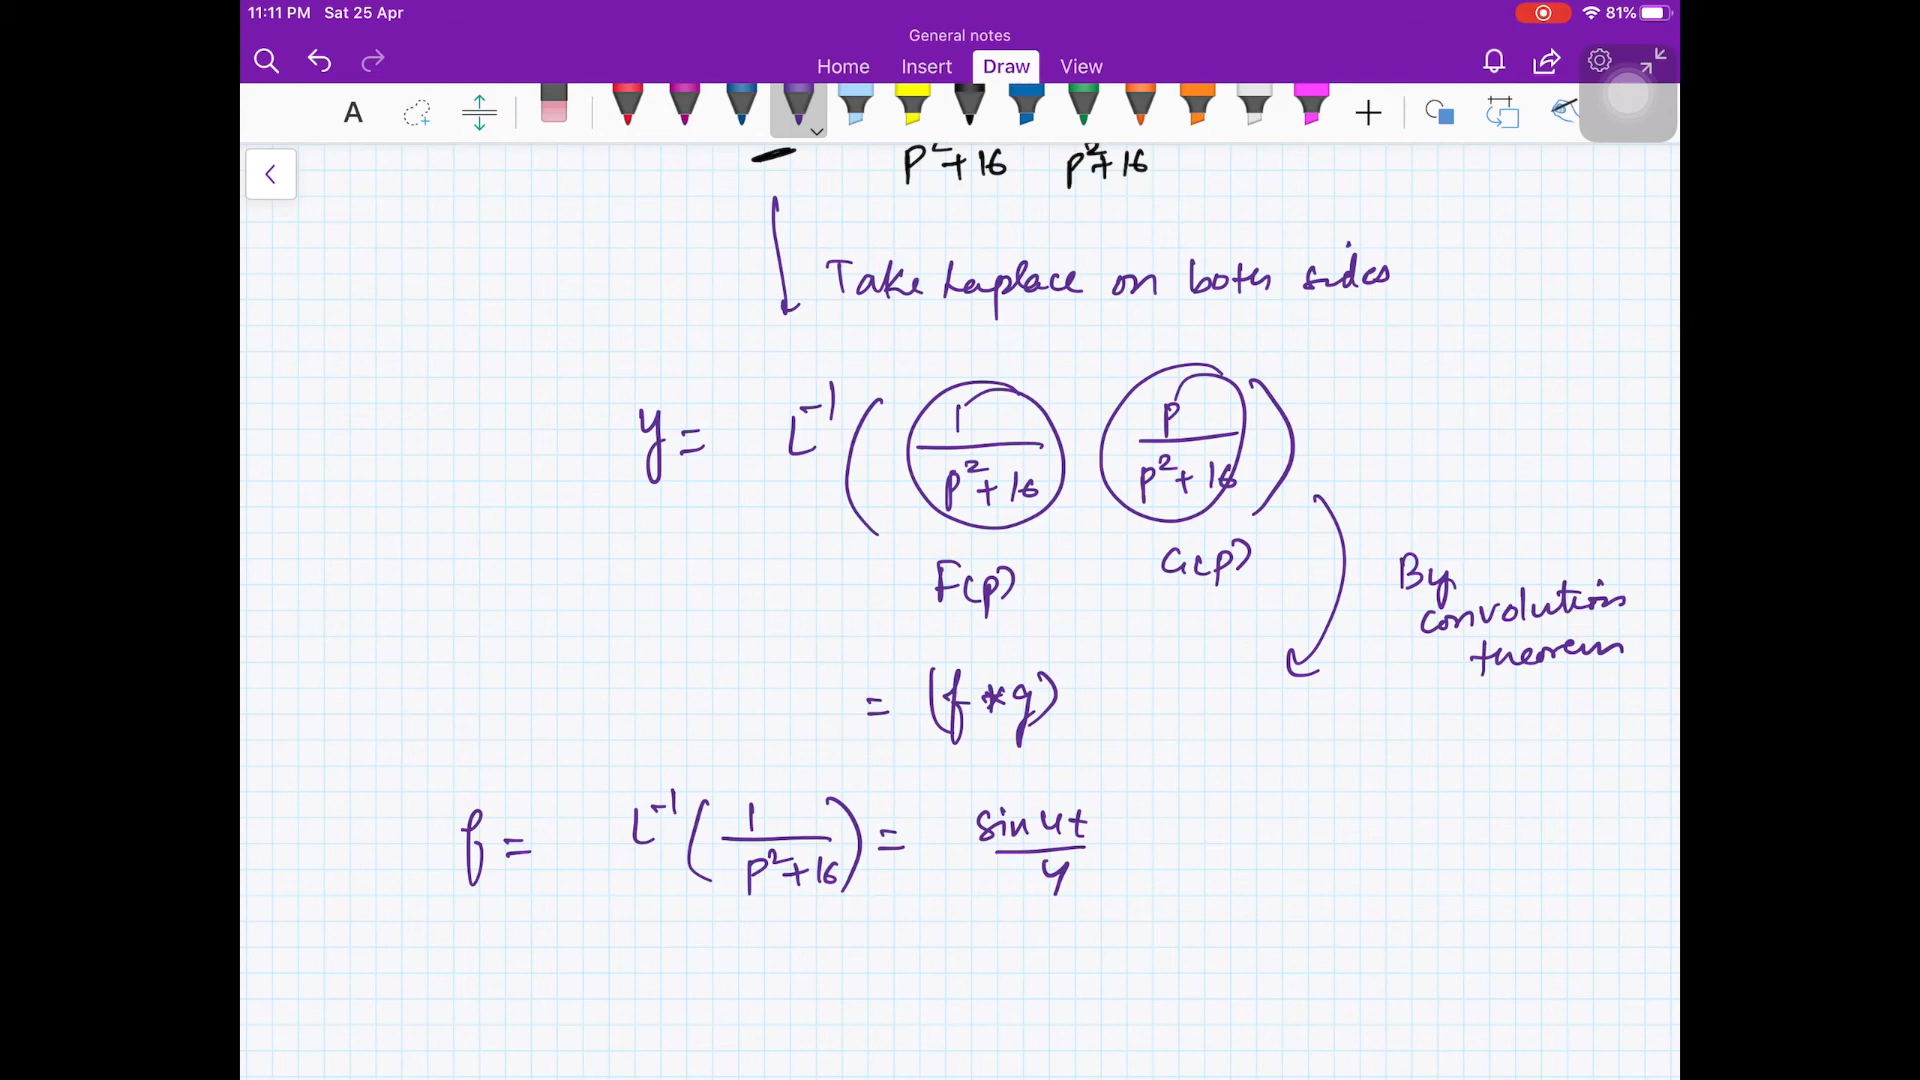 11:11 PM Sat 25 Apr 81%
General notes
Home Insert Draw View
A
p²+16 p²+16
Take Laplace on both sides
y = L⁻¹ ( 1/(p²+16) p/(p²+16) )
F(p) G(p)
By
convolution
theorem
= (f*g)
f = L⁻¹ ( 1/(p²+16) ) = sin 4t/4